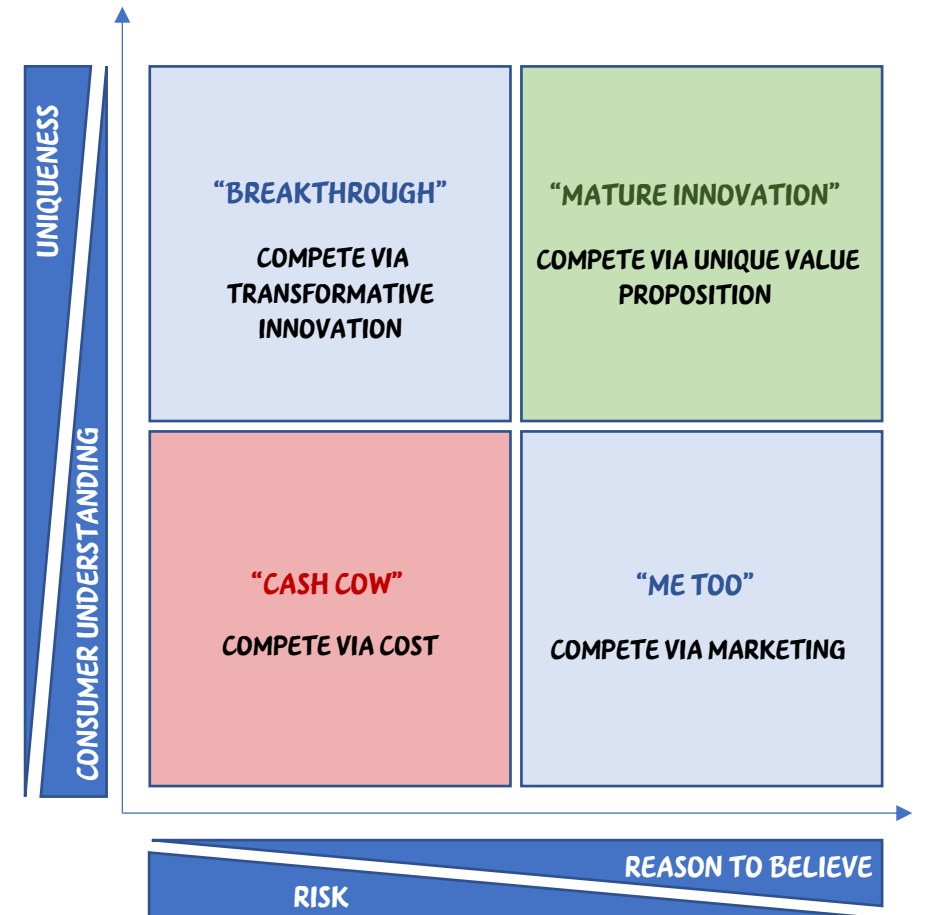 UNIQUENESS
CONSUMER UNDERSTANDING
“BREAKTHROUGH”
COMPETE VIA
TRANSFORMATIVE
INNOVATION
“MATURE INNOVATION”
COMPETE VIA UNIQUE VALUE
PROPOSITION
“CASH COW”
COMPETE VIA COST
“ME TOO”
COMPETE VIA MARKETING
REASON TO BELIEVE
RISK